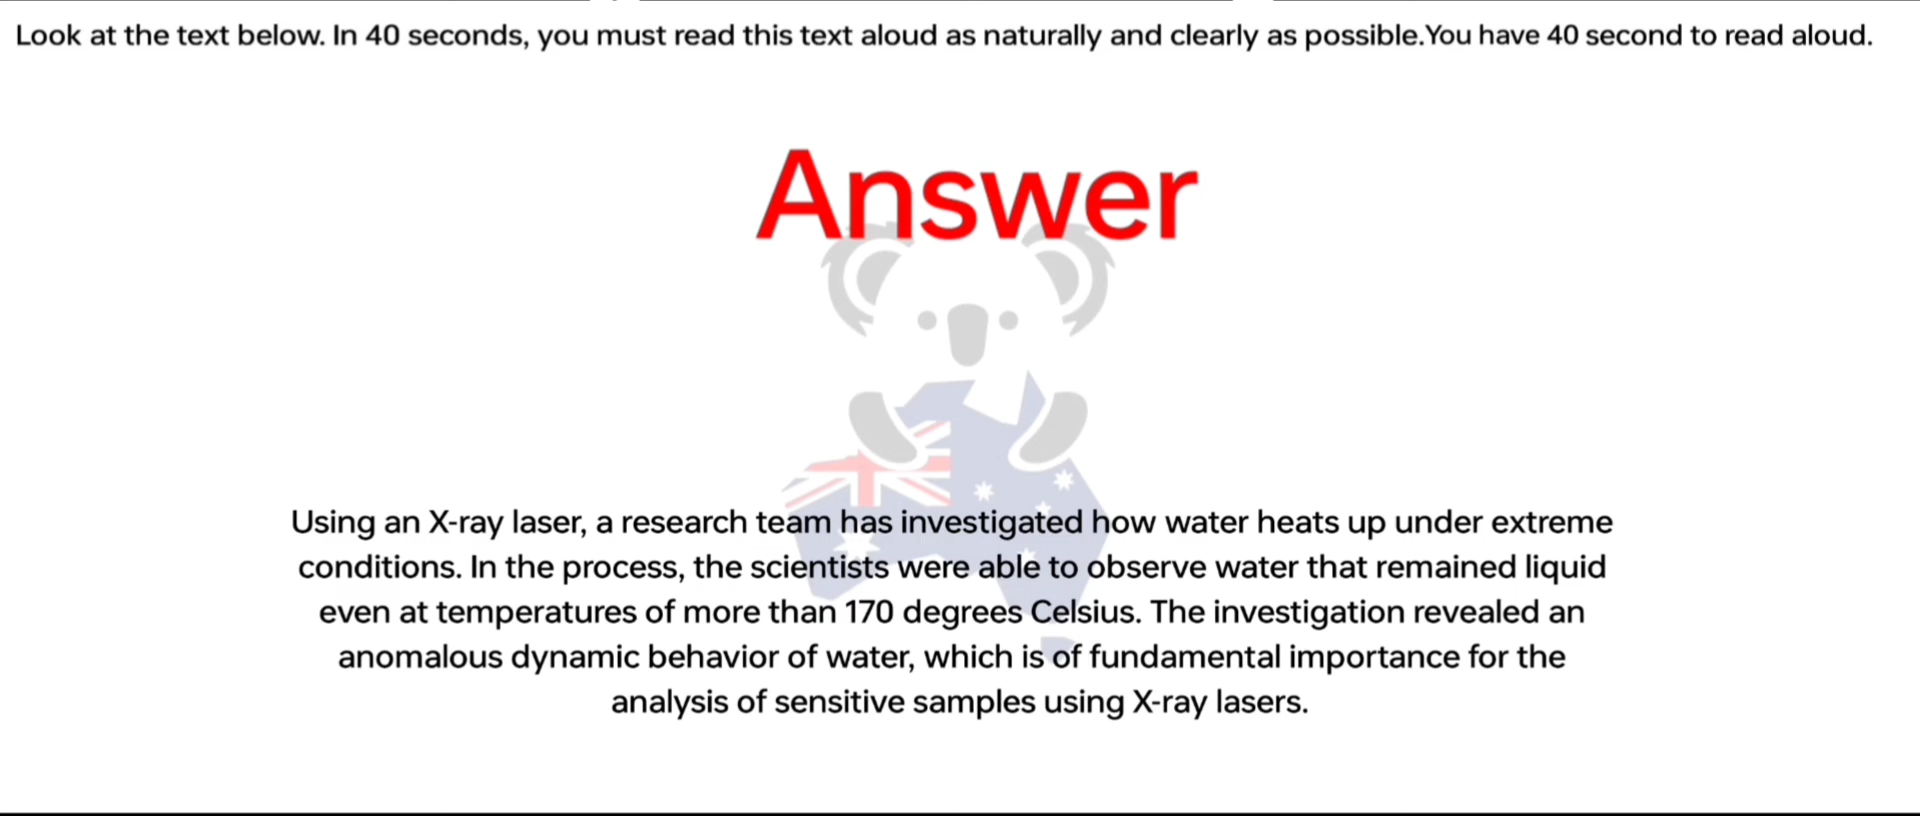 Look at the text below. In 40 seconds, you must read this text aloud as naturally and clearly as possible.You have 40 second to read aloud.
Answer
Using an X-ray laser, a research team has investigated how water heats up under extreme
conditions. In the process, the scientists were able to observe water that remained liquid
even at temperatures of more than 170 degrees Celsius. The investigation revealed an
anomalous dynamic behavior of water, which is of fundamental importance for the
analysis of sensitive samples using X-ray lasers.